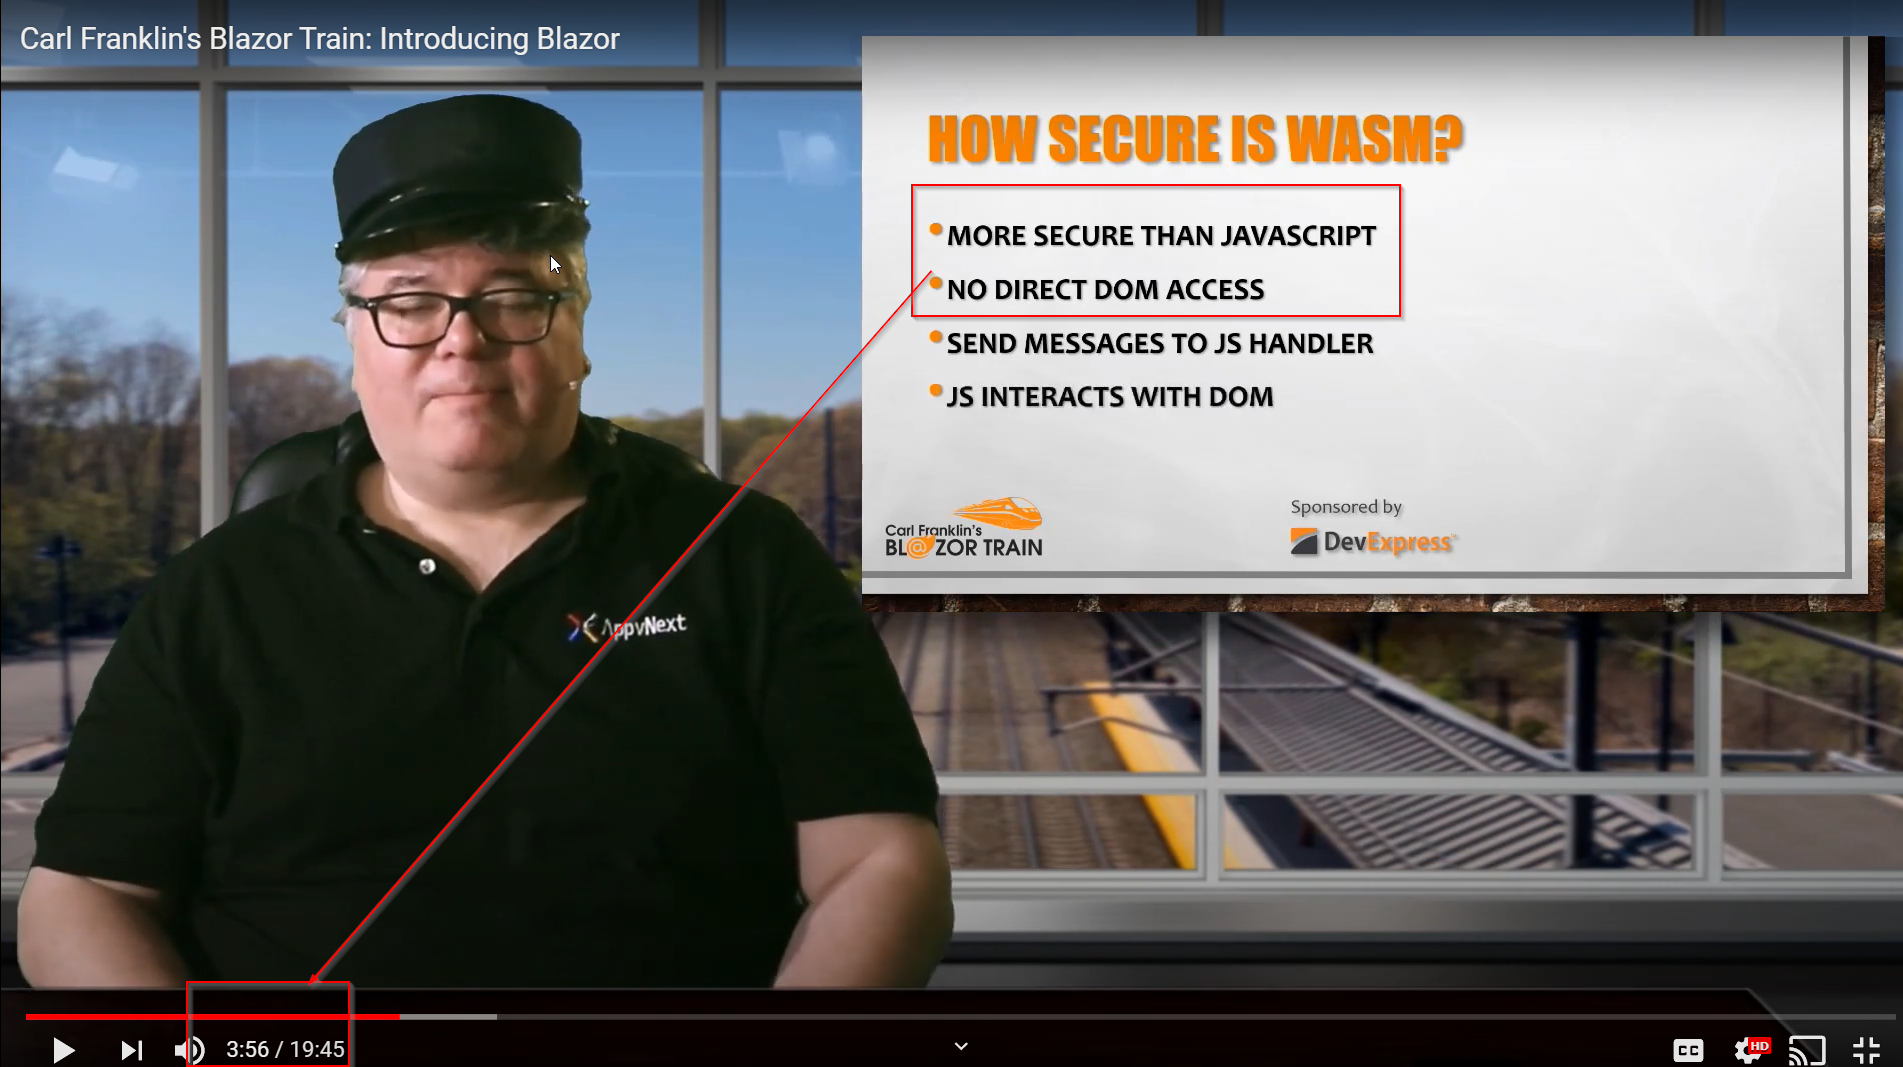 Carl Franklin's Blazor Train: Introducing Blazor
HOW SECURE IS WASM?
MORE SECURE THAN JAVASCRIPT
NO DIRECT DOM ACCESS
SEND MESSAGES TO JS HANDLER
JS INTERACTS WITH DOM
Carl Franklin's
BL@ZOR TRAIN
Sponsored by
DevExpress
AppvNext
3:56 / 19:45
CC
HD